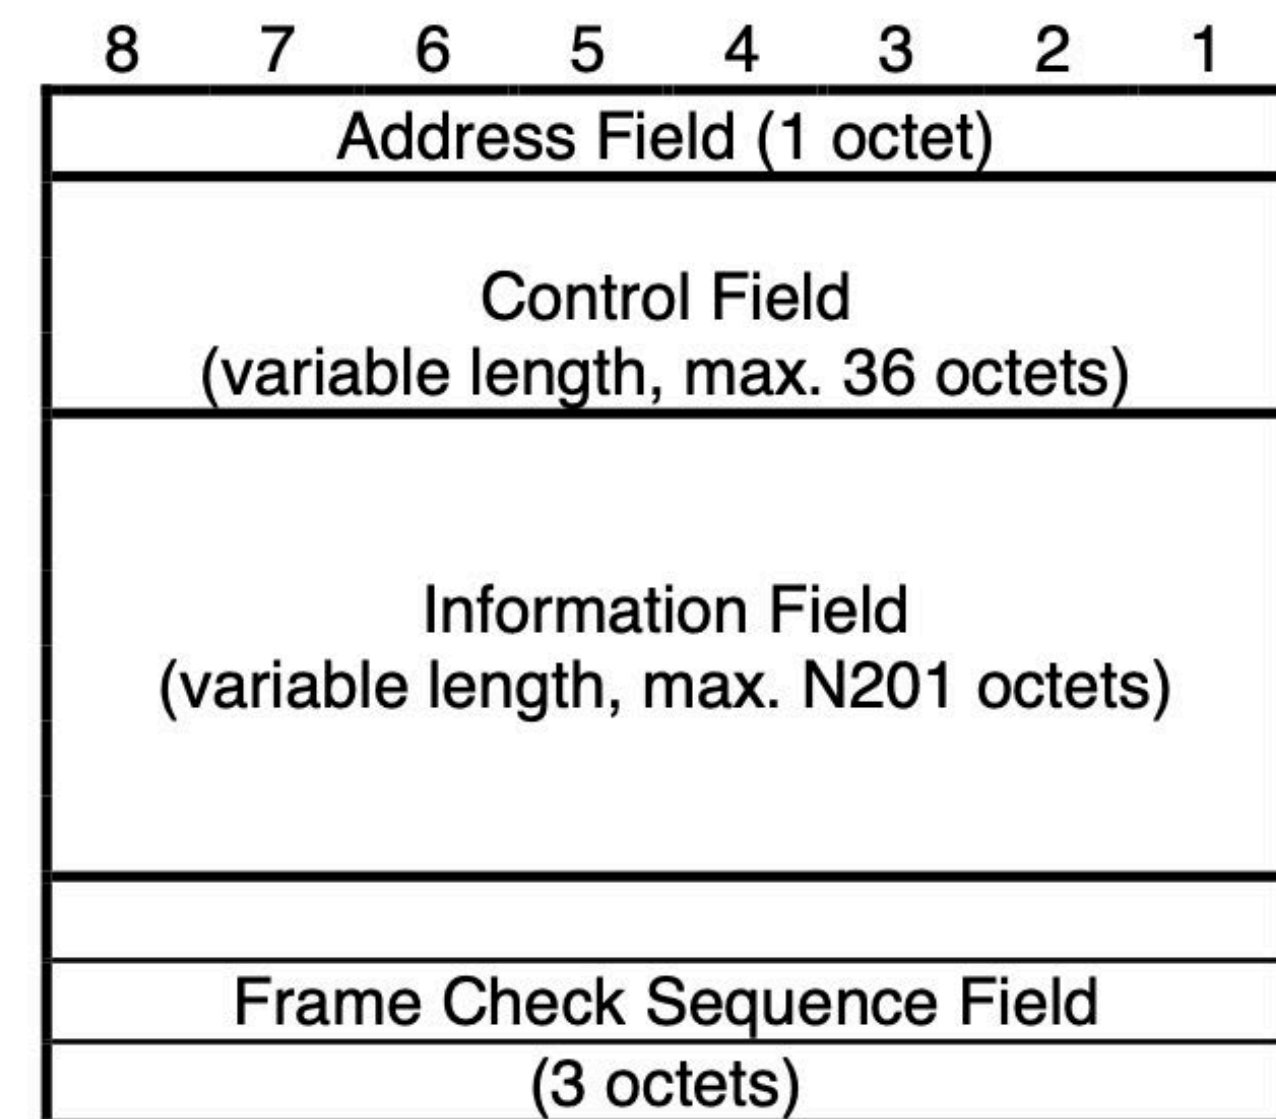 8 7 6 5 4 3 2 1
Address Field (1 octet)
Control Field
(variable length, max. 36 octets)
Information Field
(variable length, max. N201 octets)
Frame Check Sequence Field
(3 octets)